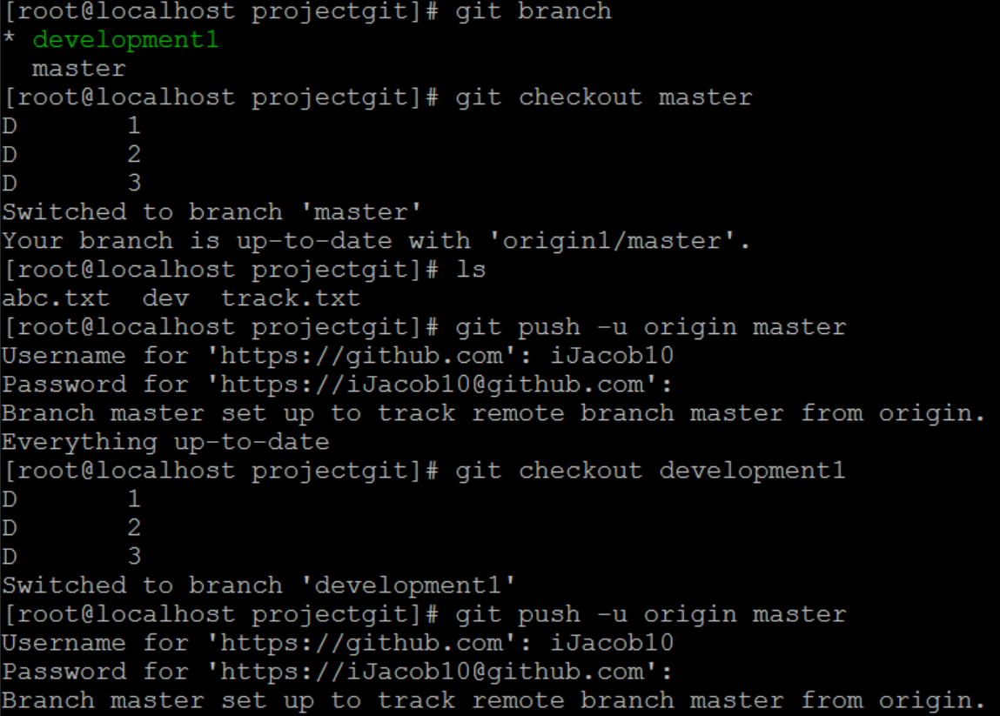 [root@localhost projectgit]# git branch
* development1
  master
[root@localhost projectgit]# git checkout master
D       1
D       2
D       3
Switched to branch 'master'
Your branch is up-to-date with 'origin1/master'.
[root@localhost projectgit]# ls
abc.txt  dev  track.txt
[root@localhost projectgit]# git push -u origin master
Username for 'https://github.com': iJacob10
Password for 'https://iJacob10@github.com':
Branch master set up to track remote branch master from origin.
Everything up-to-date
[root@localhost projectgit]# git checkout development1
D       1
D       2
D       3
Switched to branch 'development1'
[root@localhost projectgit]# git push -u origin master
Username for 'https://github.com': iJacob10
Password for 'https://iJacob10@github.com':
Branch master set up to track remote branch master from origin.